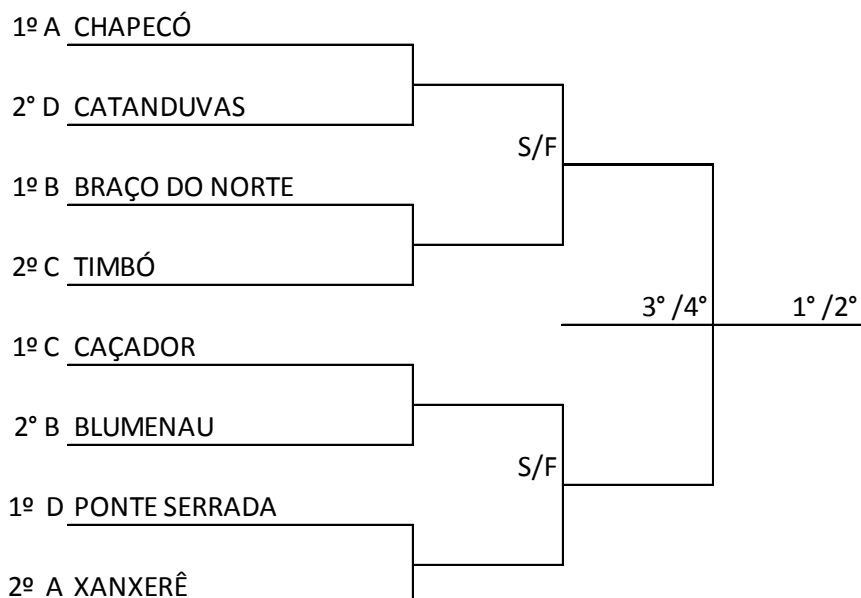 1º A CHAPECÓ
2° D CATANDUVAS
S/F
1º B BRAÇO DO NORTE
2º C TIMBÓ
3° /4° 1° /2°
1º C CAÇADOR
2° B BLUMENAU
S/F
1º D PONTE SERRADA
2º A XANXERÊ